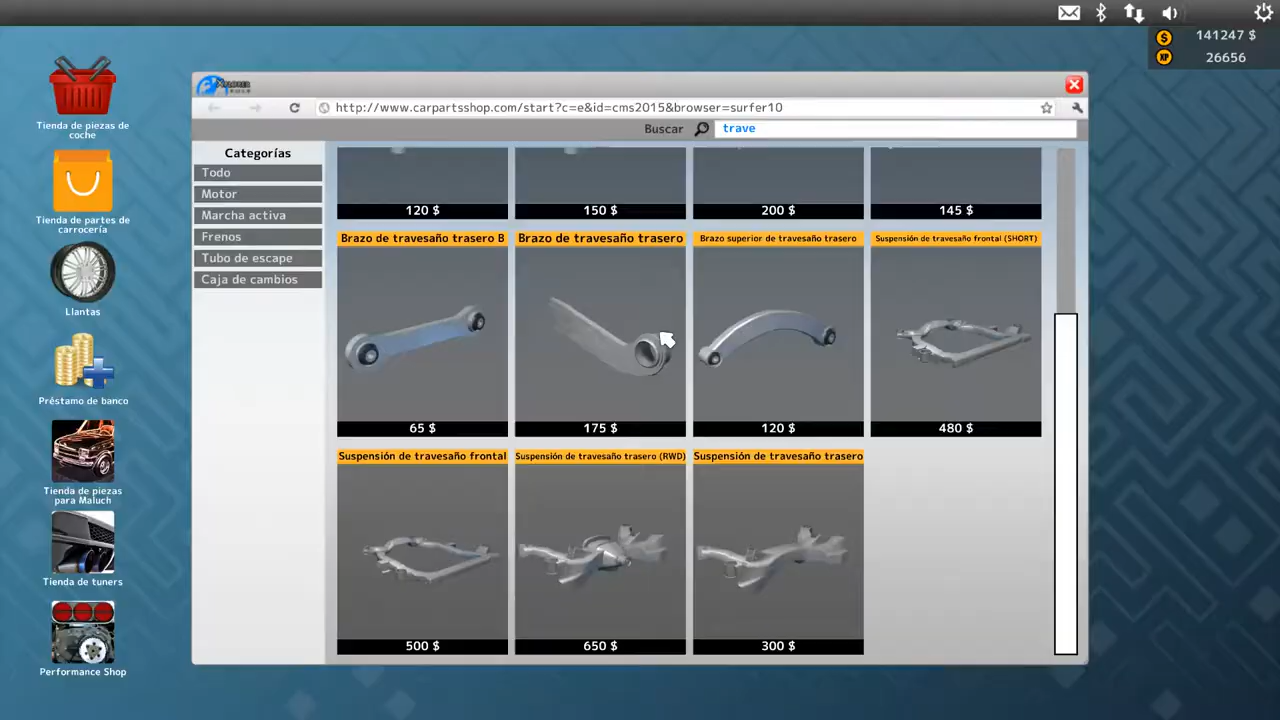 141247 $
26656
http://www.carpartsshop.com/start?c=e&id=cms2015&browser=surfer10
Buscar
trave
Categorías
Todo
Motor
Marcha activa
Frenos
Tubo de escape
Caja de cambios
Tienda de piezas de
coche
Tienda de partes de
carrocería
Llantas
Préstamo de banco
Tienda de piezas
para Maluch
Tienda de tuners
Performance Shop
120 $
150 $
200 $
145 $
Brazo de travesaño trasero B
Brazo de travesaño trasero
Brazo superior de travesaño trasero
Suspensión de travesaño frontal (SHORT)
65 $
175 $
120 $
480 $
Suspensión de travesaño frontal
Suspensión de travesaño trasero (RWD)
Suspensión de travesaño trasero
500 $
650 $
300 $